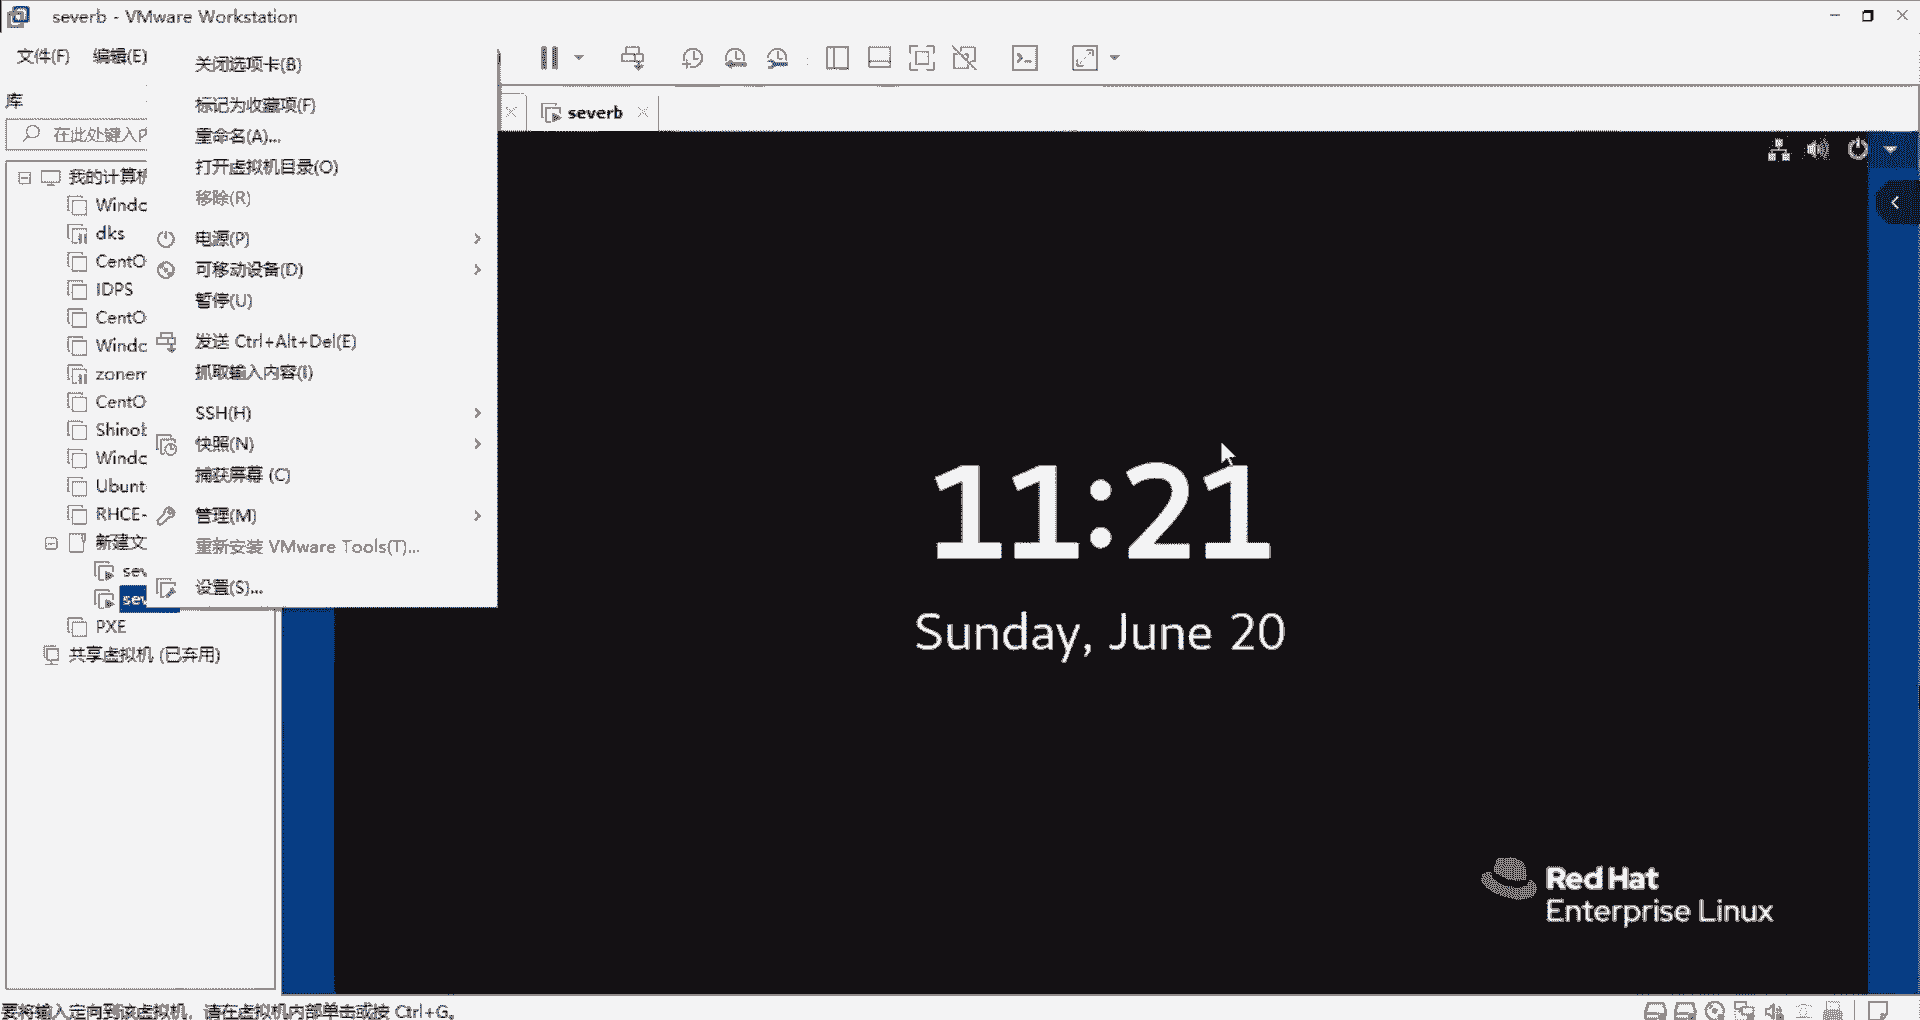 severb - VMware Workstation
文件(F) 编辑(E)
库
在此处键入内
severb
我的计算机
Windo
dks
CentO
IDPS
CentO
Windo
zonem
CentO
Shinob
Windo
Ubunt
RHCE-
新建文
sev
sev
PXE
共享虚拟机 (已弃用)
关闭选项卡(B)
标记为收藏项(F)
重命名(A)...
打开虚拟机目录(O)
移除(R)
电源(P)
可移动设备(D)
暂停(U)
发送 Ctrl+Alt+Del(E)
抓取输入内容(I)
SSH(H)
快照(N)
捕获屏幕 (C)
管理(M)
重新安装 VMware Tools(T)...
设置(S)...
11:21
Sunday, June 20
Red Hat
Enterprise Linux
要将输入定向到该虚拟机，请在虚拟机内部单击或按 Ctrl+G。